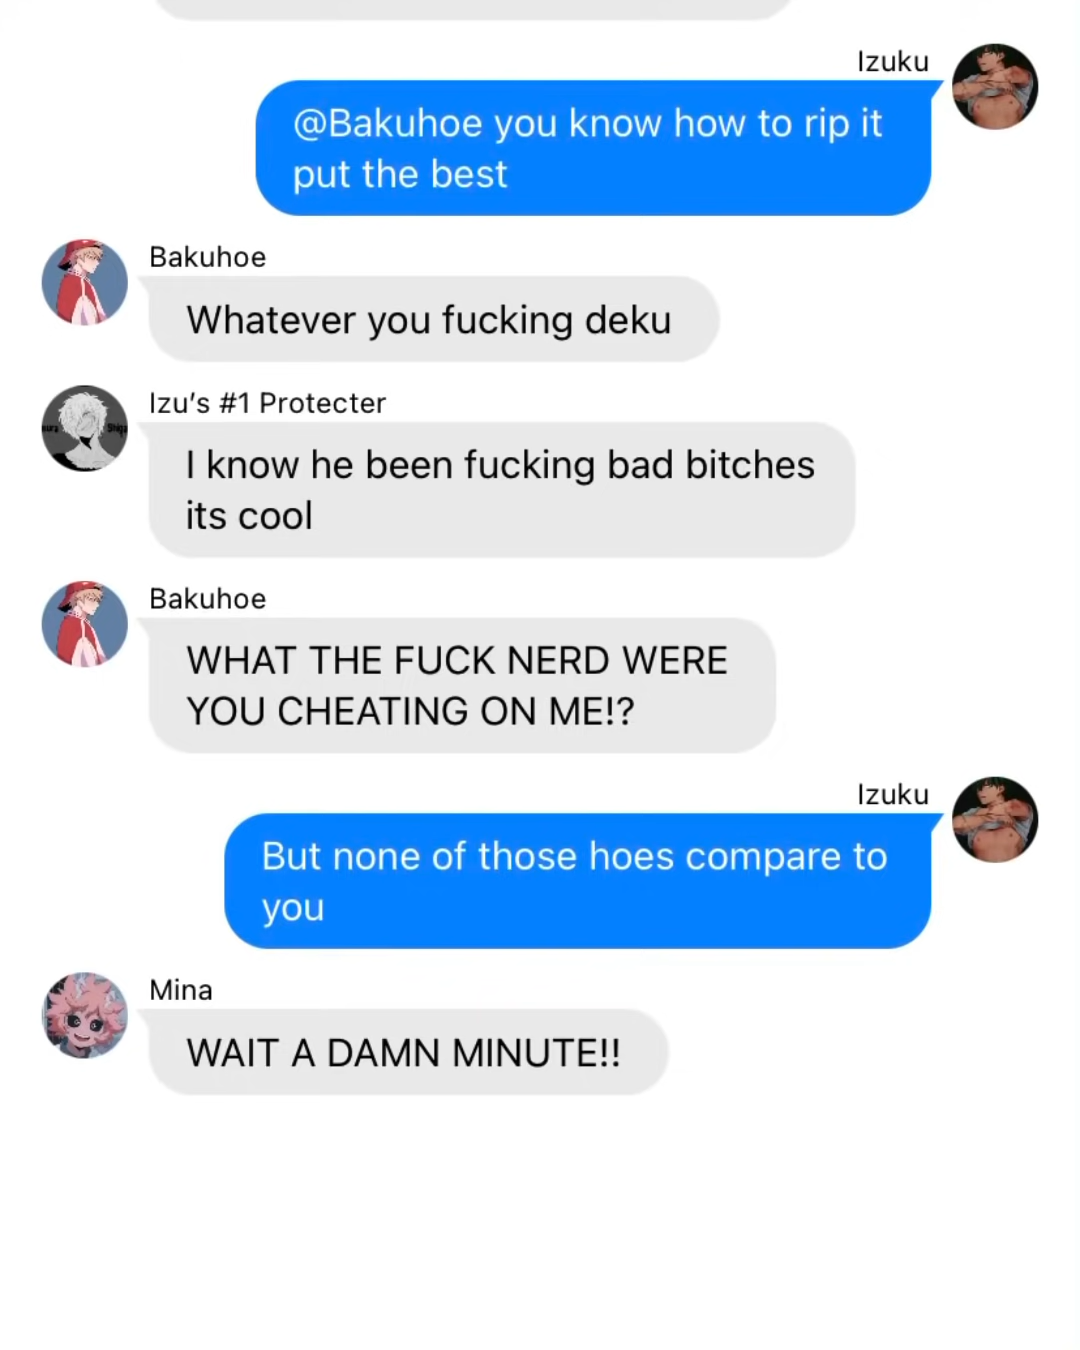 Izuku
@Bakuhoe you know how to rip it
put the best
Bakuhoe
Whatever you fucking deku
Izu's #1 Protecter
I know he been fucking bad bitches
its cool
Bakuhoe
WHAT THE FUCK NERD WERE
YOU CHEATING ON ME!?
Izuku
But none of those hoes compare to
you
Mina
WAIT A DAMN MINUTE!!